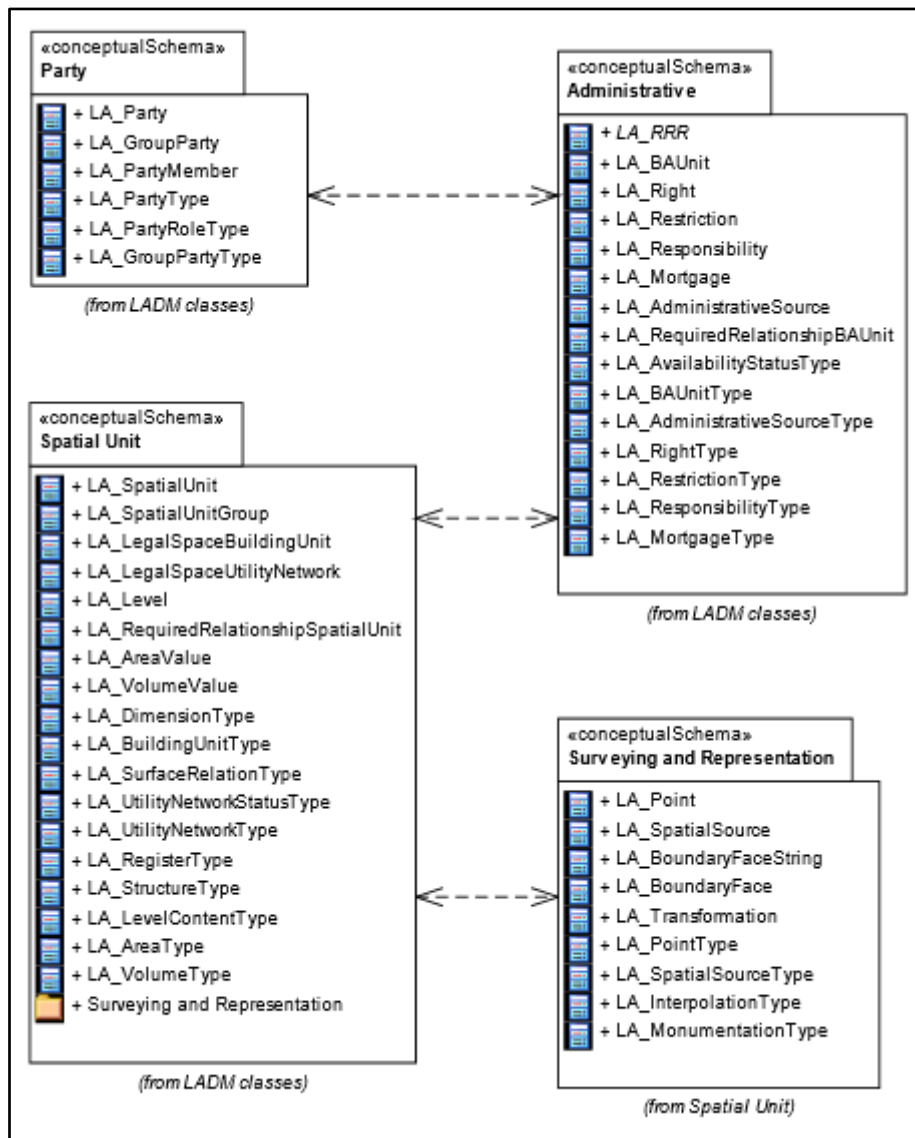 «conceptualSchema»
Party
+ LA_Party
+ LA_GroupParty
+ LA_PartyMember
+ LA_PartyType
+ LA_PartyRoleType
+ LA_GroupPartyType
(from LADM classes)
«conceptualSchema»
Administrative
+ LA_RRR
+ LA_BAUnit
+ LA_Right
+ LA_Restriction
+ LA_Responsibility
+ LA_Mortgage
+ LA_AdministrativeSource
+ LA_RequiredRelationshipBAUnit
+ LA_AvailabilityStatusType
+ LA_BAUnitType
+ LA_AdministrativeSourceType
+ LA_RightType
+ LA_RestrictionType
+ LA_ResponsibilityType
+ LA_MortgageType
(from LADM classes)
«conceptualSchema»
Spatial Unit
+ LA_SpatialUnit
+ LA_SpatialUnitGroup
+ LA_LegalSpaceBuildingUnit
+ LA_LegalSpaceUtilityNetwork
+ LA_Level
+ LA_RequiredRelationshipSpatialUnit
+ LA_AreaValue
+ LA_VolumeValue
+ LA_DimensionType
+ LA_BuildingUnitType
+ LA_SurfaceRelationType
+ LA_UtilityNetworkStatusType
+ LA_UtilityNetworkType
+ LA_RegisterType
+ LA_StructureType
+ LA_LevelContentType
+ LA_AreaType
+ LA_VolumeType
+ Surveying and Representation
(from LADM classes)
«conceptualSchema»
Surveying and Representation
+ LA_Point
+ LA_SpatialSource
+ LA_BoundaryFaceString
+ LA_BoundaryFace
+ LA_Transformation
+ LA_PointType
+ LA_SpatialSourceType
+ LA_InterpolationType
+ LA_MonumentationType
(from Spatial Unit)